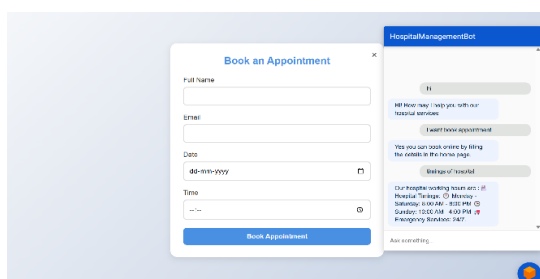 Book an Appointment
×
Full Name
Email
Date
dd-mm-yyyy
Time
--:--
Book Appointment
HospitalManagementBot
hi
Hi! How may I help you with our
hospital services
I want book appointment
Yes you can book online by filling
the details in the home page.
timings of hospital
Our hospital working hours are :
Hospital Timings: Monday -
Saturday: 8:00 AM - 8:00 PM
Sunday: 10:00 AM - 4:00 PM
Emergency Services: 24/7
Ask something